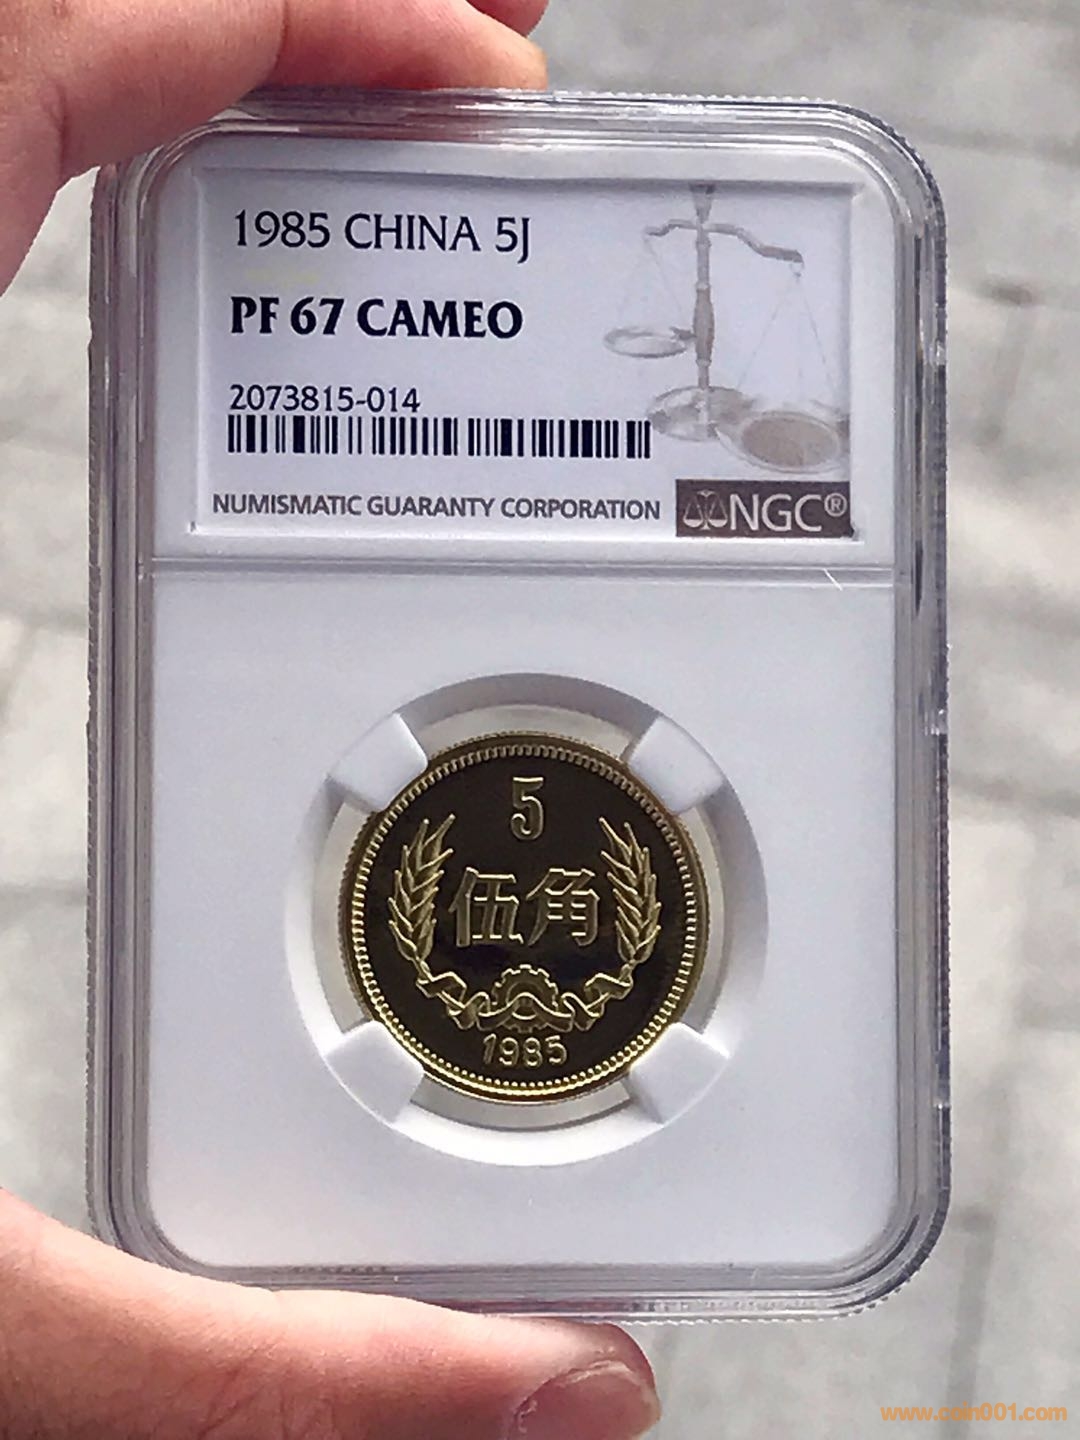 1985 CHINA 5J
PF 67 CAMEO
2073815-014
NUMISMATIC GUARANTY CORPORATION
NGC®
5
伍角
1985
www.coin001.com